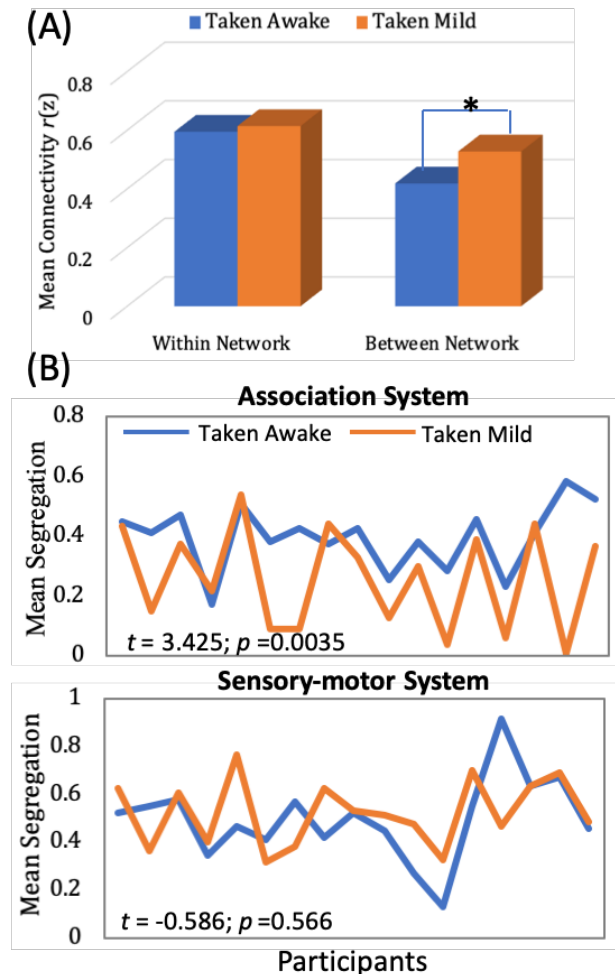 (A)
Taken Awake Taken Mild
Mean Connectivity r(z)
0.8
0.6
0.4
0.2
0
*
Within Network Between Network
(B)
Association System
Taken Awake Taken Mild
Mean Segregation
0.8
0.6
0.4
0.2
0
t = 3.425; p =0.0035
Sensory-motor System
Mean Segregation
1
0.8
0.6
0.4
0.2
0
t = -0.586; p =0.566
Participants